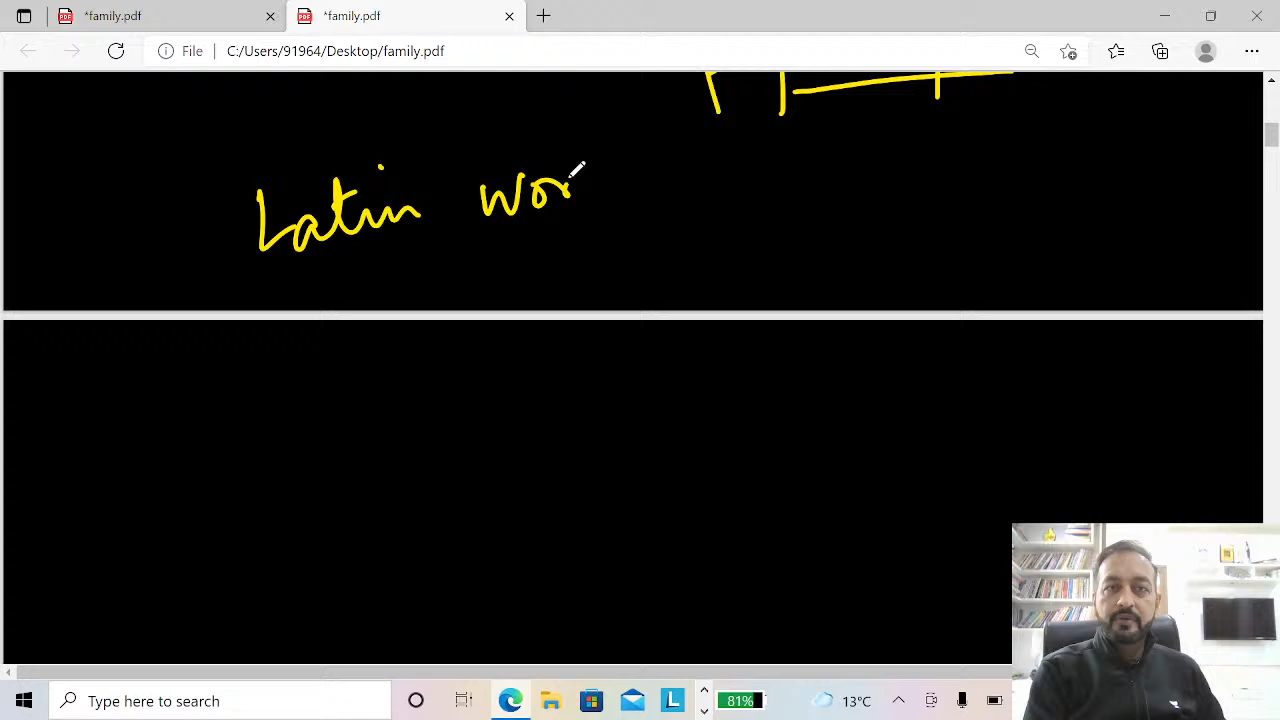 *family.pdf
*family.pdf
File
C:/Users/91964/Desktop/family.pdf
Latin wor
Type here to search
81%
13°C